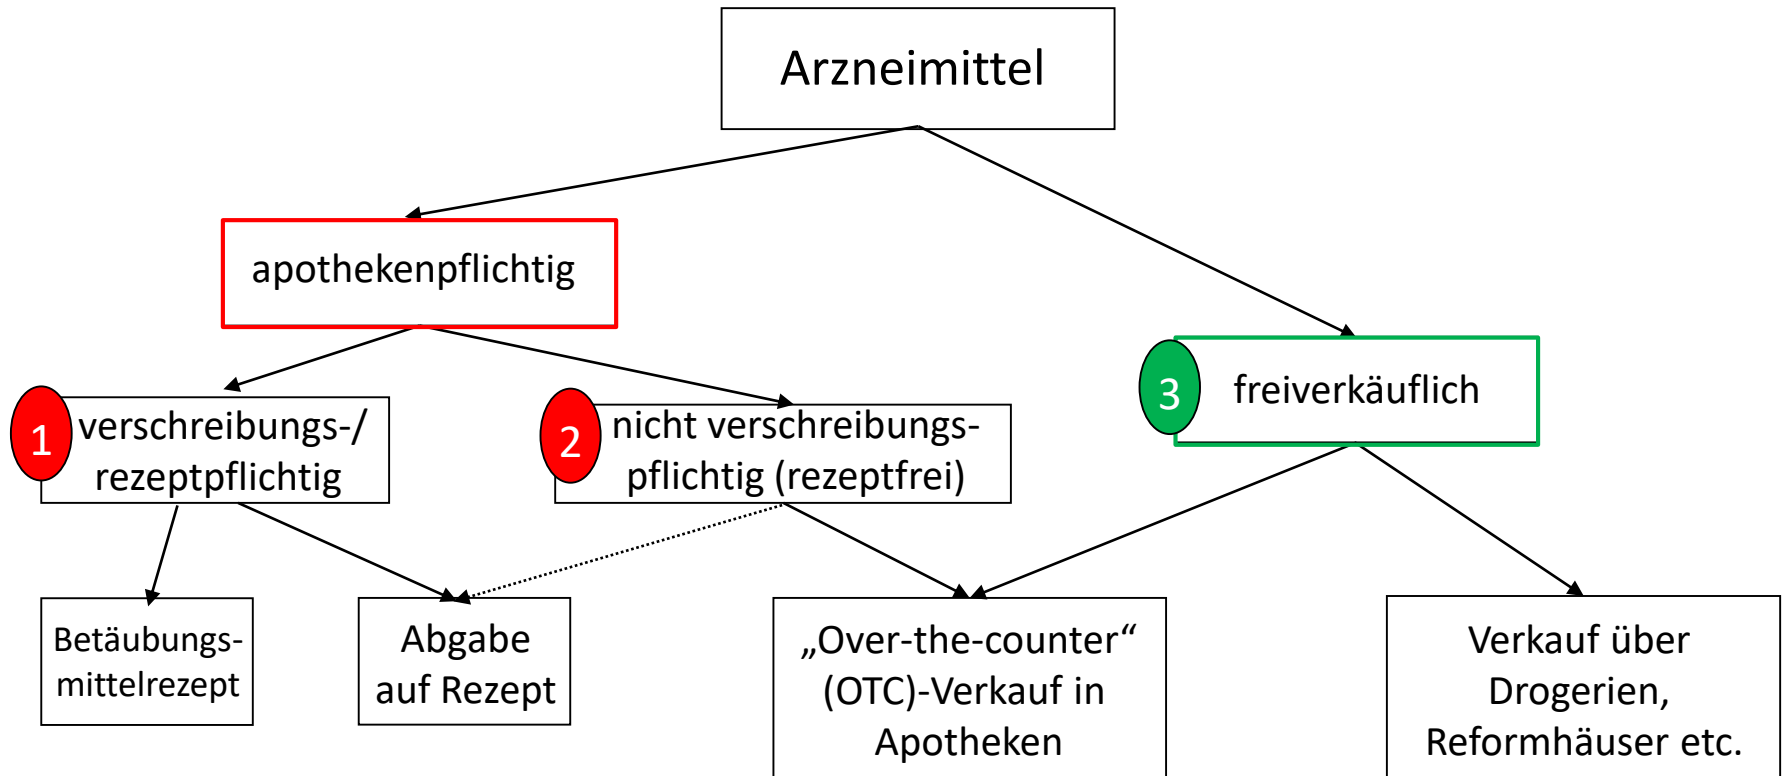 Arzneimittel
apothekenpflichtig
3
freiverkäuflich
1
verschreibungs-/
rezeptpflichtig
2
nicht verschreibungs-
pflichtig (rezeptfrei)
Betäubungs-
mittelrezept
Abgabe
auf Rezept
„Over-the-counter“
(OTC)-Verkauf in
Apotheken
Verkauf über
Drogerien,
Reformhäuser etc.